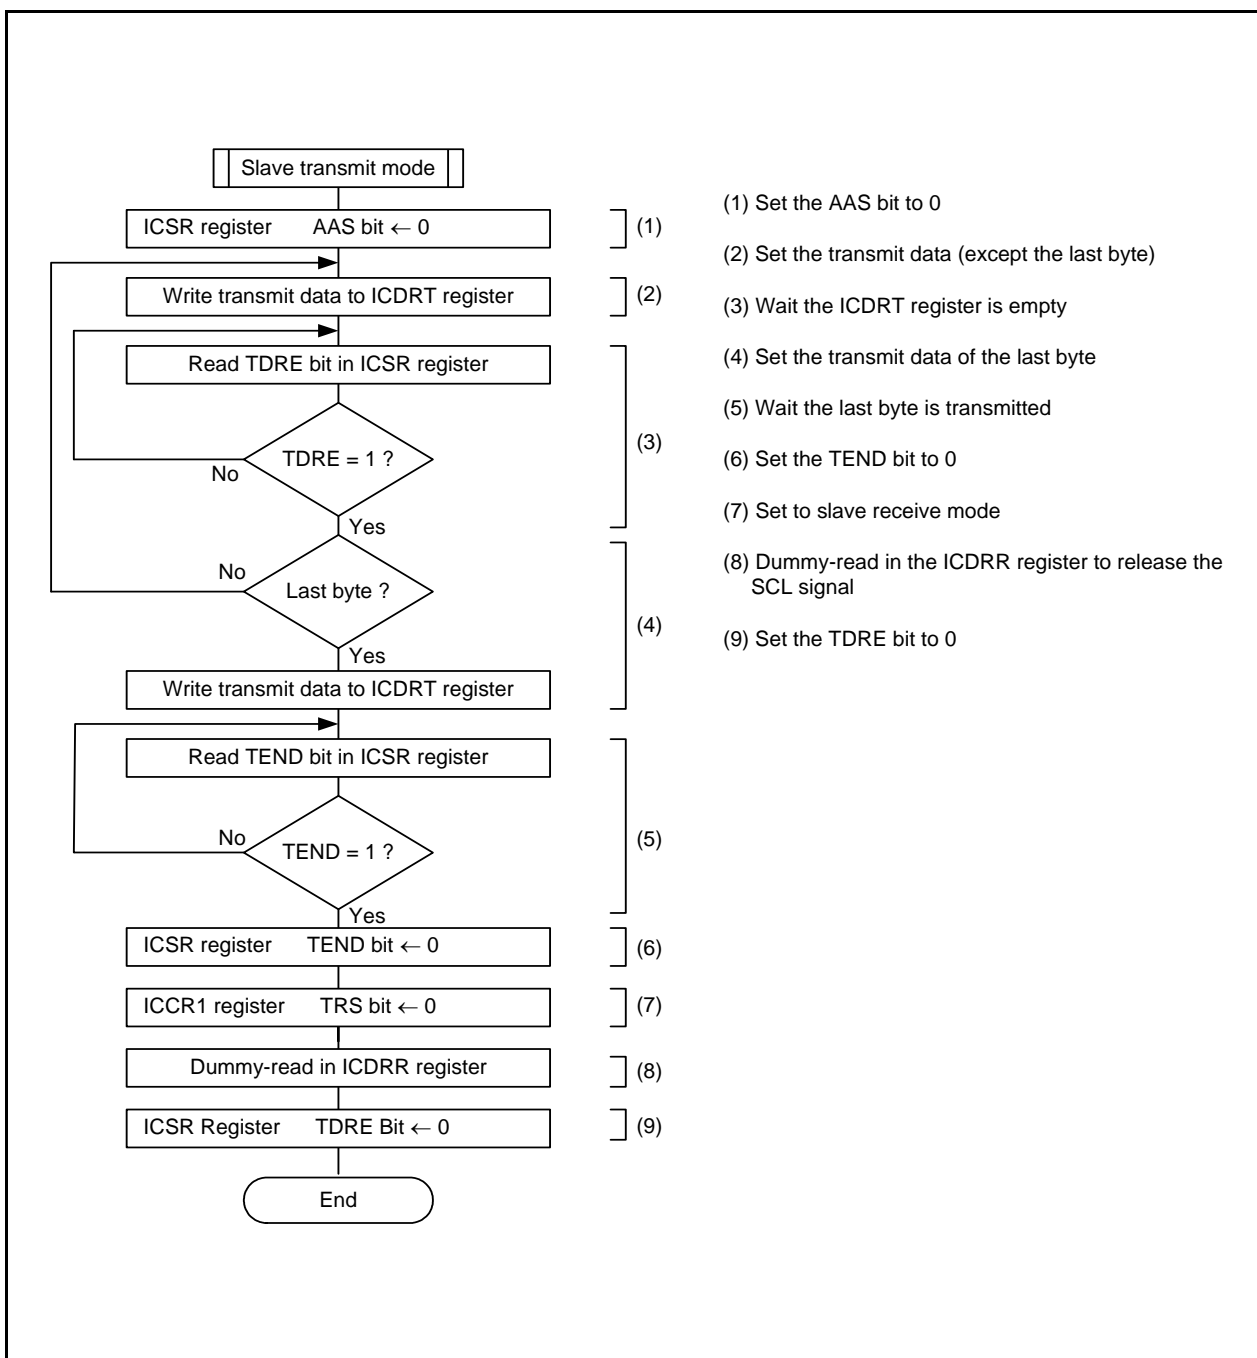 Slave transmit mode
ICSR register AAS bit ← 0
(1)
Write transmit data to ICDRT register
(2)
Read TDRE bit in ICSR register
TDRE = 1 ?
No
(3)
Yes
No
Last byte ?
(4)
Yes
Write transmit data to ICDRT register
Read TEND bit in ICSR register
No
TEND = 1 ?
(5)
Yes
ICSR register TEND bit ← 0
(6)
ICCR1 register TRS bit ← 0
(7)
Dummy-read in ICDRR register
(8)
ICSR Register TDRE Bit ← 0
(9)
End
(1) Set the AAS bit to 0
(2) Set the transmit data (except the last byte)
(3) Wait the ICDRT register is empty
(4) Set the transmit data of the last byte
(5) Wait the last byte is transmitted
(6) Set the TEND bit to 0
(7) Set to slave receive mode
(8) Dummy-read in the ICDRR register to release the
SCL signal
(9) Set the TDRE bit to 0